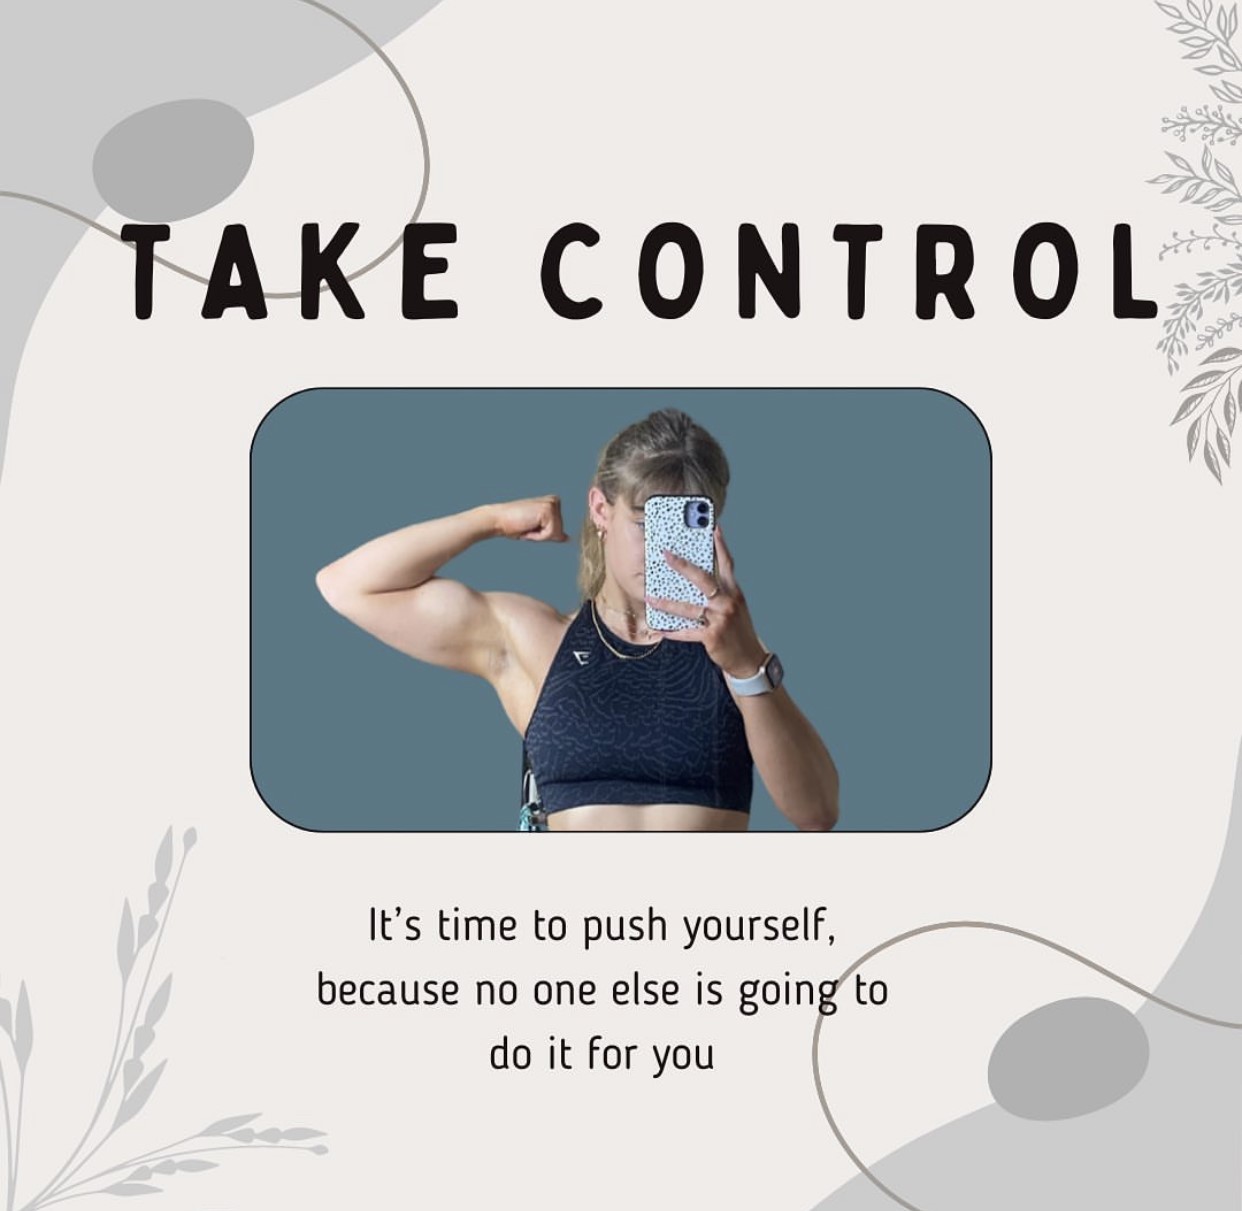 TAKE CONTROL
It’s time to push yourself,
because no one else is going to
do it for you